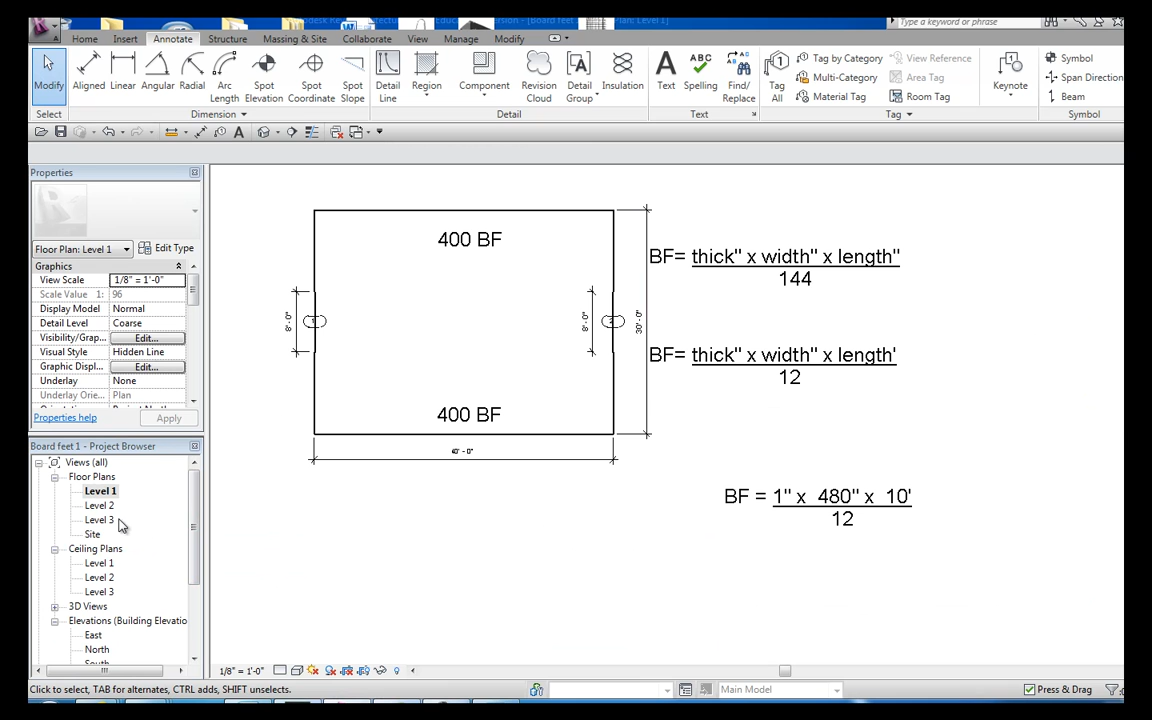 Plan: Level 1]
Type a keyword or phrase
Home Insert Annotate Structure Massing & Site Collaborate View Manage Modify
Modify Aligned Linear Angular Radial Arc Length Spot Elevation Spot Coordinate Spot Slope Detail Line Region Component Revision Cloud Detail Group Insulation Text Spelling Find/ Replace Tag All Tag by Category View Reference Keynote Symbol
Multi-Category Area Tag Span Direction
Material Tag Room Tag Beam
Select Dimension Detail Text Tag Symbol
Properties
Floor Plan: Level 1 Edit Type
Graphics
View Scale 1/8" = 1'-0"
Scale Value 1: 96
Display Model Normal
Detail Level Coarse
Visibility/Grap... Edit...
Visual Style Hidden Line
Graphic Displ... Edit...
Underlay None
Underlay Orie... Plan
Properties help Apply
Board feet 1 - Project Browser
Views (all)
Floor Plans
Level 1
Level 2
Level 3
Site
Ceiling Plans
Level 1
Level 2
Level 3
3D Views
Elevations (Building Elevatio
East
North
400 BF
8' - 0"
8' - 0"
30' - 0"
400 BF
40' - 0"
BF= thick" x width" x length"
144
BF= thick" x width" x length'
12
BF = 1" x 480" x 10'
12
1/8" = 1'-0"
Click to select, TAB for alternates, CTRL adds, SHIFT unselects.
Main Model
Press & Drag